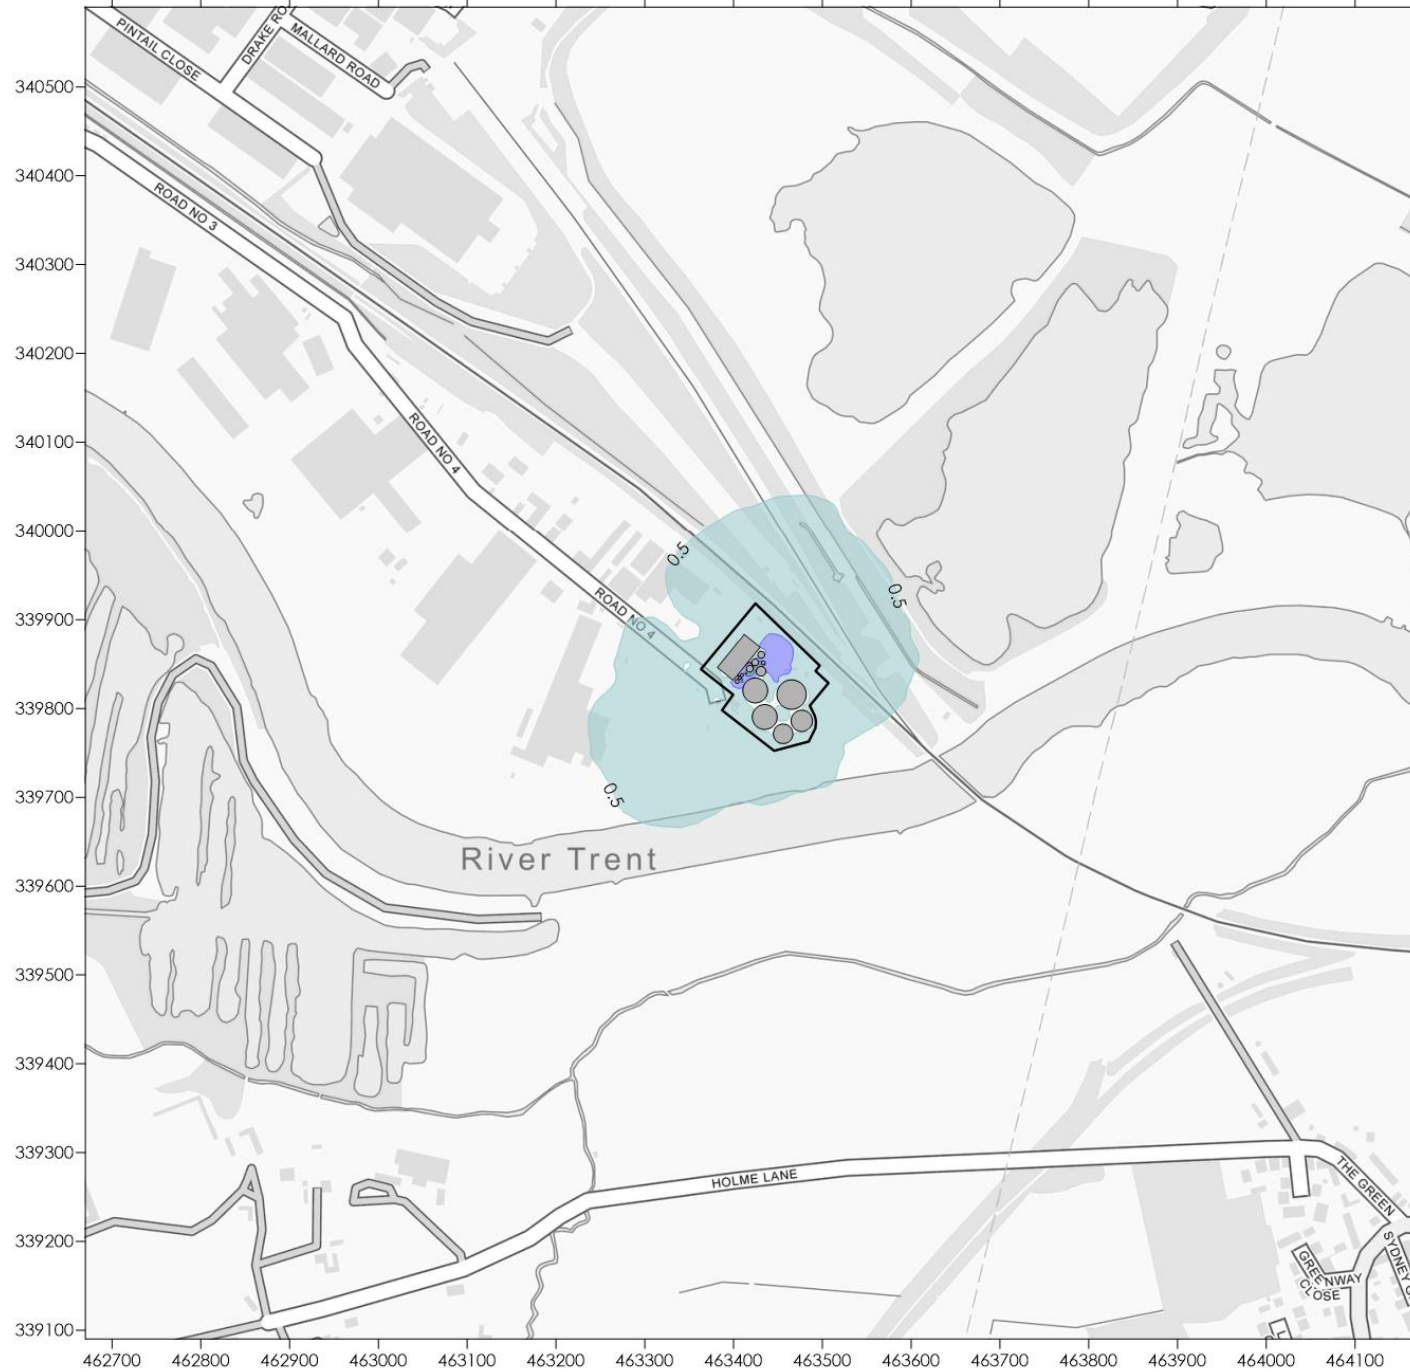 PINTAIL CLOSE
DRAKE RO
MALLARD ROAD
340500
340400
ROAD NO 3
340300
340200
340100
ROAD NO 4
340000
0.5
0.5
339900
ROAD NO 4
339800
0.5
339700
River Trent
339600
339500
339400
339300
HOLME LANE
THE GREEN
339200
SYDNEY G
GREENWAY
CLOSE
339100
462700 462800 462900 463000 463100 463200 463300 463400 463500 463600 463700 463800 463900 464000 464100